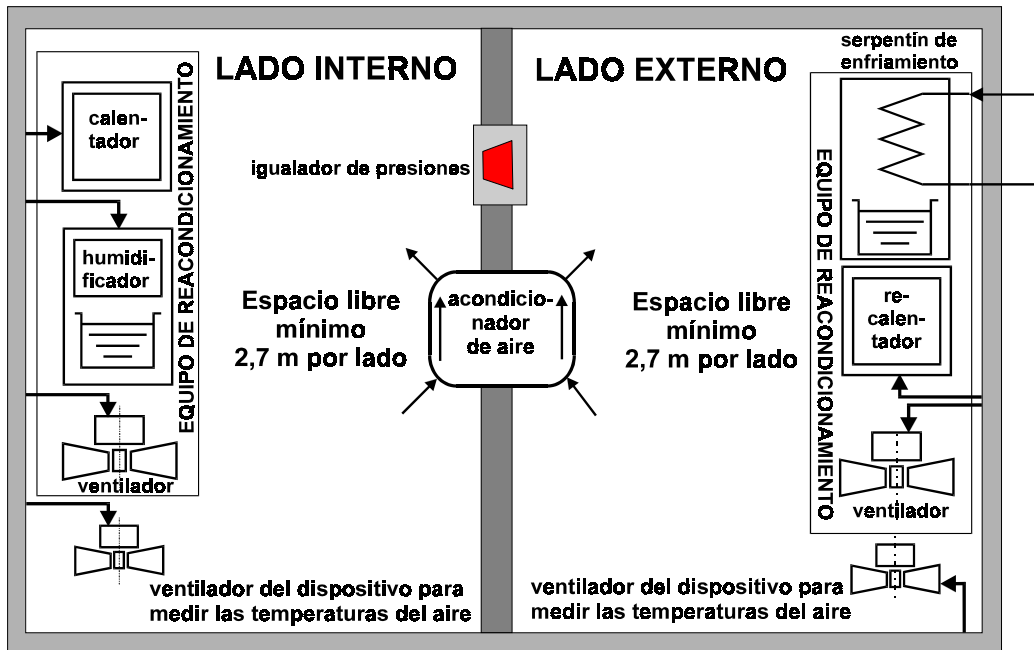 LADO INTERNO
calen-
tador
EQUIPO DE REACONDICIONAMIENTO
humidi-
ficador
ventilador
igualador de presiones
Espacio libre
mínimo
2,7 m por lado
acondicio-
nador
de aire
ventilador del dispositivo para
medir las temperaturas del aire
LADO EXTERNO
serpentín de
enfriamiento
EQUIPO DE REACONDICIONAMIENTO
Espacio libre
mínimo
2,7 m por lado
re-
calen-
tador
ventilador
ventilador del dispositivo para
medir las temperaturas del aire